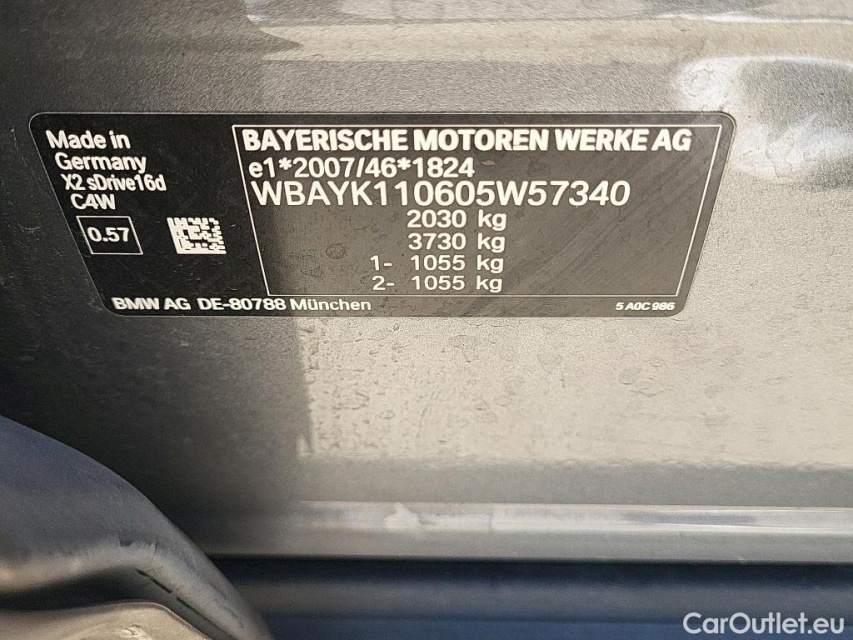 Made in
Germany
X2 sDrive16d
C4W
0.57
BAYERISCHE MOTOREN WERKE AG
e1*2007/46*1824
WBAYK110605W57340
2030 kg
3730 kg
1- 1055 kg
2- 1055 kg
BMW AG DE-80788 München
5 A0C 986
CarOutlet.eu